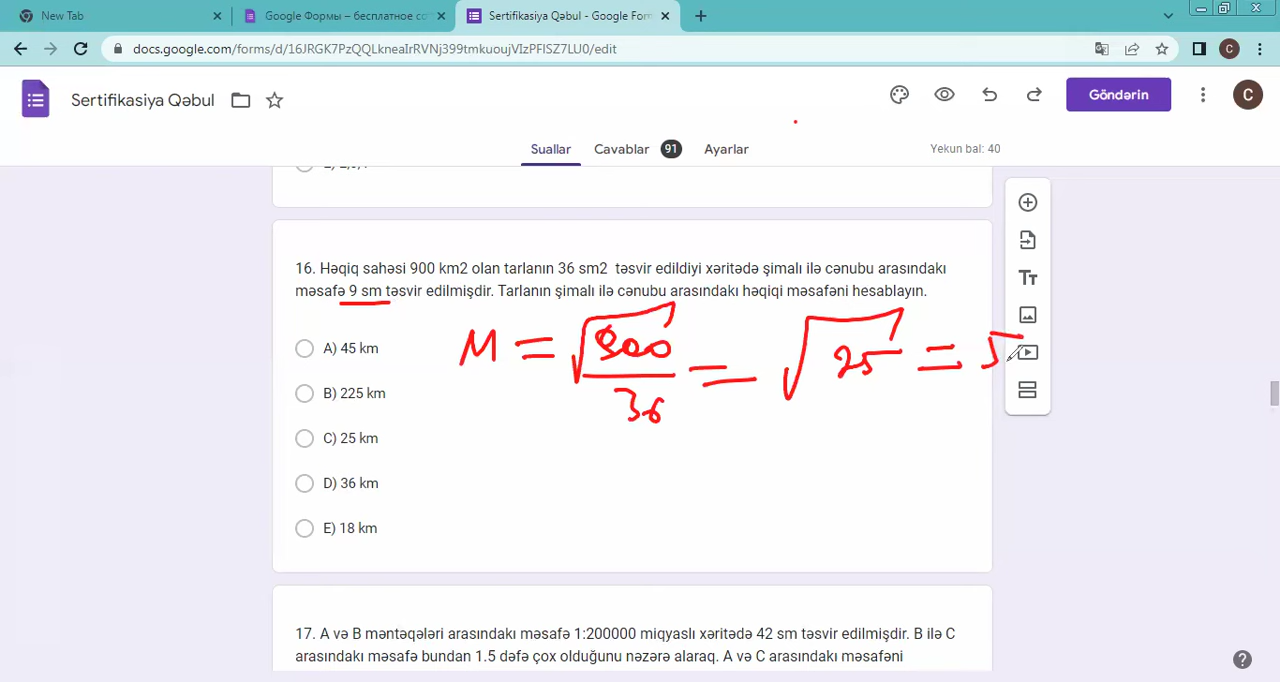 New Tab
Google Формы – бесплатное со
Sertifikasiya Qəbul - Google For
docs.google.com/forms/d/16JRGK7PzQQLkneaIrRVNj399tmkuoujVIzPFlSZ7LU0/edit
C
Sertifikasiya Qəbul
Göndərin
C
Suallar
Cavablar 91
Ayarlar
Yekun bal: 40
16. Həqiq sahəsi 900 km2 olan tarlanın 36 sm2 təsvir edildiyi xəritədə şimalı ilə cənubu arasındakı
məsafə 9 sm təsvir edilmişdir. Tarlanın şimalı ilə cənubu arasındakı həqiqi məsafəni hesablayın.
M = √900/36 = √25 = 5
A) 45 km
B) 225 km
C) 25 km
D) 36 km
E) 18 km
17. A və B məntəqələri arasındakı məsafə 1:200000 miqyaslı xəritədə 42 sm təsvir edilmişdir. B ilə C
arasındakı məsafə bundan 1.5 dəfə çox olduğunu nəzərə alaraq. A və C arasındakı məsafəni